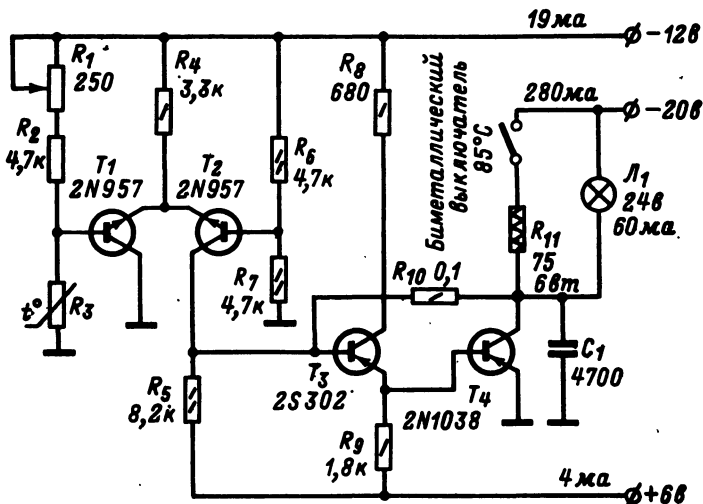 19ма
⌀-12в
R1
250
R4
3,3к
R8
680
Биметаллический
выключатель
85°С
280ма
⌀-20в
R2
4,7к
T1
2N957
T2
2N957
R6
4,7к
Л1
24в
60ма
R11
75
6вт
t°
R3
R7
4,7к
R10 0,1
C1
4700
R5
8,2к
T3
2S302
T4
2N1038
R9
1,8к
4ма
⌀+6в